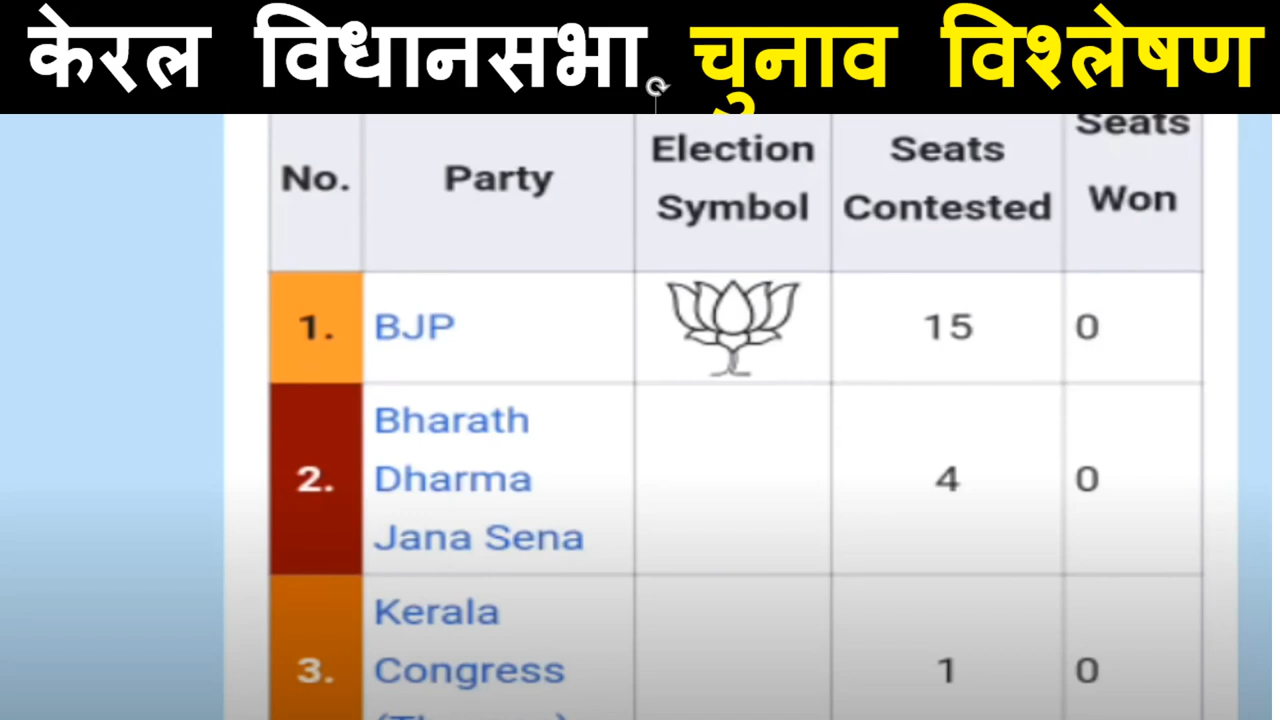 केरल विधानसभा चुनाव विश्लेषण
No. Party Election Symbol Seats Contested Seats Won
1. BJP 15 0
2. Bharath Dharma Jana Sena 4 0
3. Kerala Congress 1 0